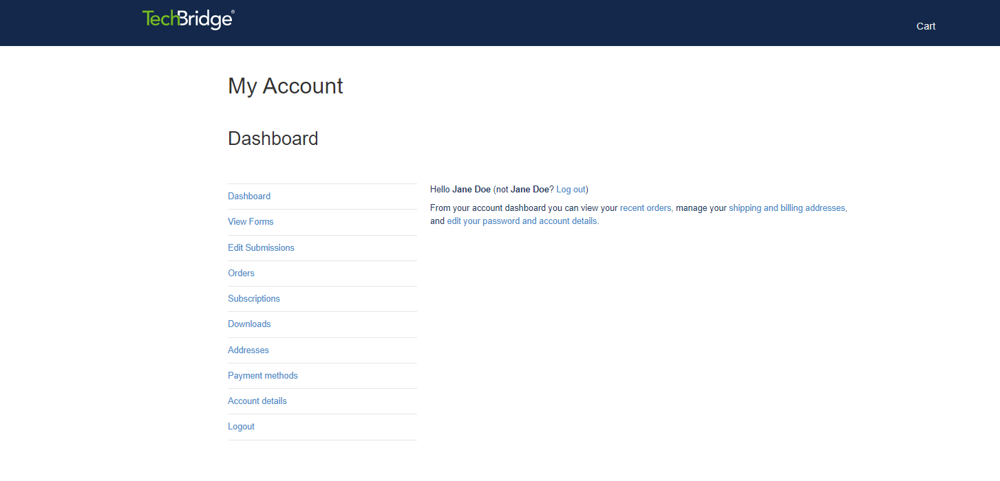 TechBridge®
Cart
My Account
Dashboard
Dashboard
View Forms
Edit Submissions
Orders
Subscriptions
Downloads
Addresses
Payment methods
Account details
Logout
Hello Jane Doe (not Jane Doe? Log out)
From your account dashboard you can view your recent orders, manage your shipping and billing addresses,
and edit your password and account details.